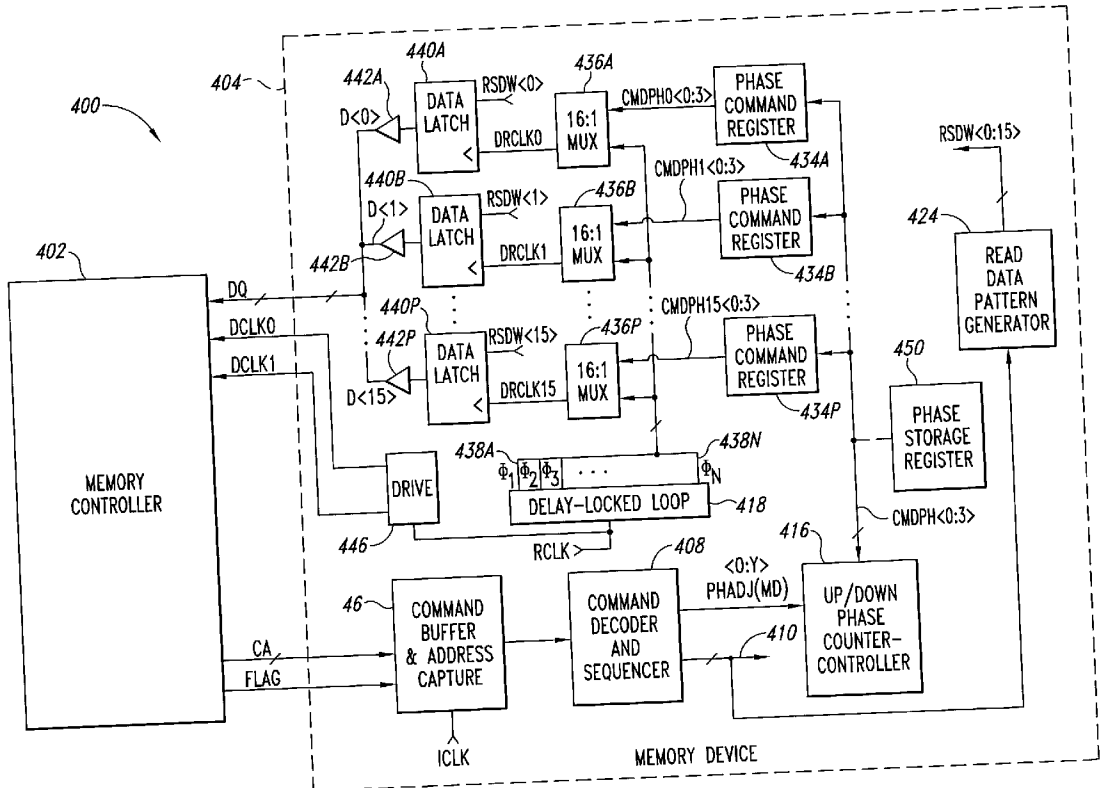 400
404
440A
442A
D<0>
DATA
LATCH
RSDW<0>
DRCLK0
436A
16:1
MUX
CMDPH0<0:3>
PHASE
COMMAND
REGISTER
434A
RSDW<0:15>
440B
D<1>
442B
DATA
LATCH
RSDW<1>
DRCLK1
436B
16:1
MUX
CMDPH1<0:3>
PHASE
COMMAND
REGISTER
434B
424
READ
DATA
PATTERN
GENERATOR
402
MEMORY
CONTROLLER
DQ
DCLK0
DCLK1
440P
442P
D<15>
DATA
LATCH
RSDW<15>
DRCLK15
436P
16:1
MUX
CMDPH15<0:3>
PHASE
COMMAND
REGISTER
434P
450
PHASE
STORAGE
REGISTER
438A
438N
Φ1 Φ2 Φ3 ... ΦN
DELAY-LOCKED LOOP
418
DRIVE
446
RCLK
CMDPH<0:3>
416
UP/DOWN
PHASE
COUNTER-
CONTROLLER
46
COMMAND
BUFFER
& ADDRESS
CAPTURE
408
COMMAND
DECODER
AND
SEQUENCER
<0:Y>
PHADJ(MD)
410
CA
FLAG
ICLK
MEMORY DEVICE